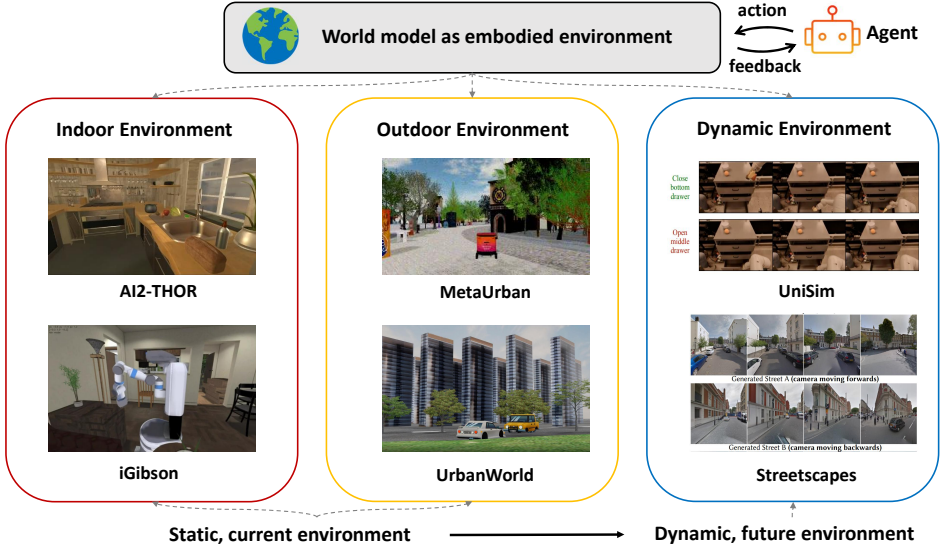 World model as embodied environment
action
feedback
Agent
Indoor Environment
AI2-THOR
iGibson
Outdoor Environment
MetaUrban
UrbanWorld
Dynamic Environment
Close
bottom
drawer
Open
middle
drawer
UniSim
Generated Street A (camera moving forwards)
Generated Street B (camera moving backwards)
Streetscapes
Static, current environment
Dynamic, future environment